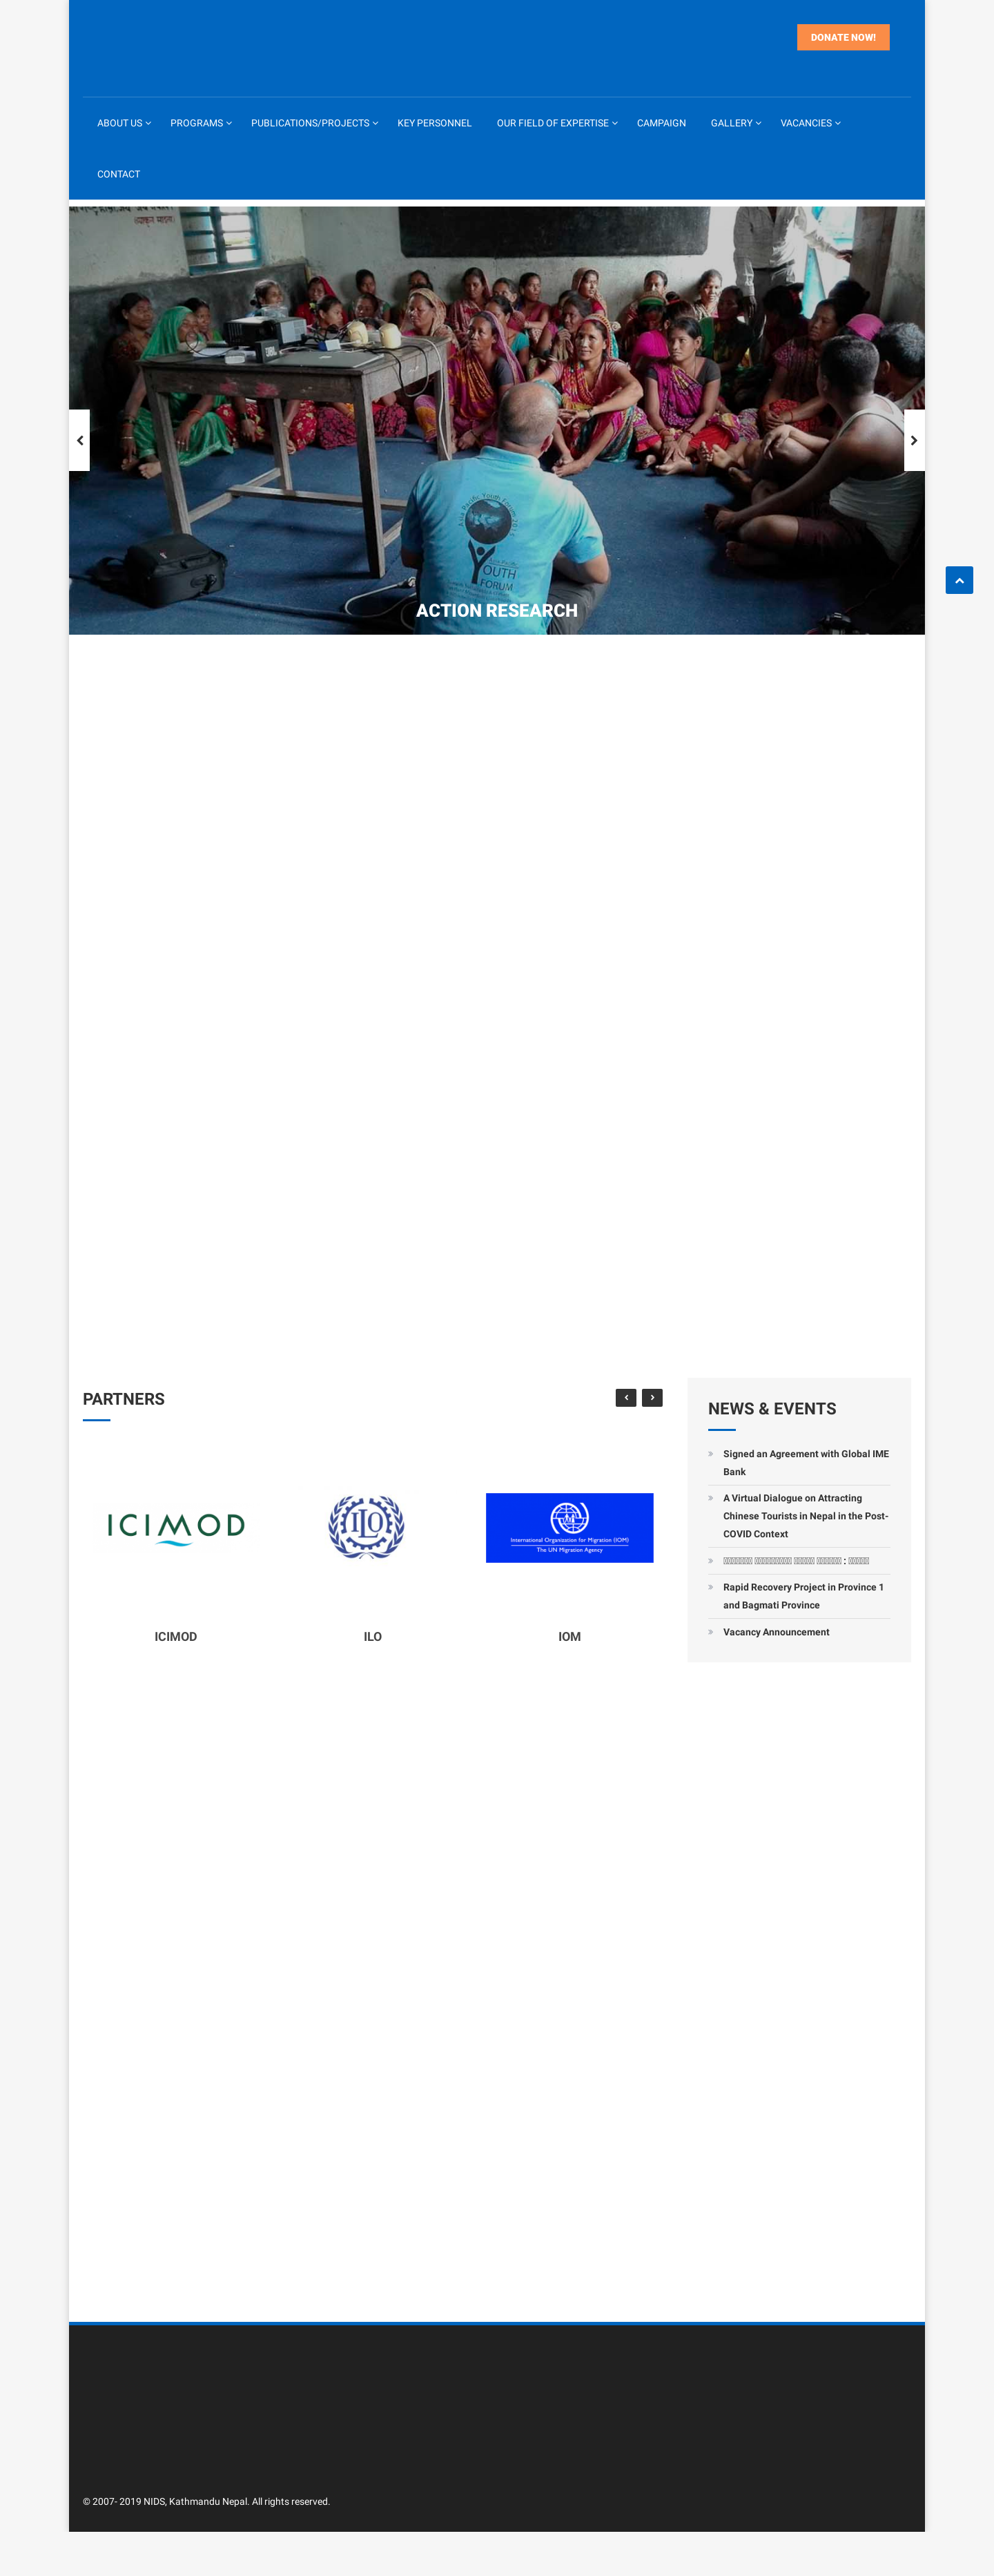 DONATE NOW!
ABOUT US PROGRAMS PUBLICATIONS/PROJECTS KEY PERSONNEL OUR FIELD OF EXPERTISE CAMPAIGN GALLERY VACANCIES
CONTACT
YOUTH
FORUM
ACTION RESEARCH
PARTNERS
ICIMOD
ILO
International Organization for Migration (IOM)
The UN Migration Agency
ICIMOD
ILO
IOM
NEWS & EVENTS
Signed an Agreement with Global IME
Bank
A Virtual Dialogue on Attracting
Chinese Tourists in Nepal in the Post-
COVID Context
Rapid Recovery Project in Province 1
and Bagmati Province
Vacancy Announcement
© 2007- 2019 NIDS, Kathmandu Nepal. All rights reserved.